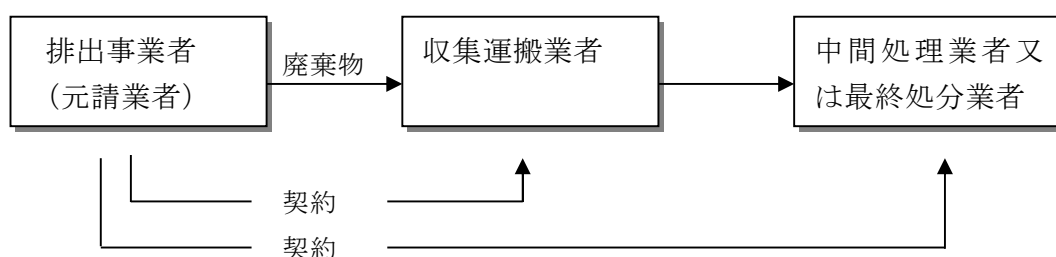 排出事業者
（元請業者）
廃棄物
収集運搬業者
中間処理業者又
は最終処分業者
契約
契約